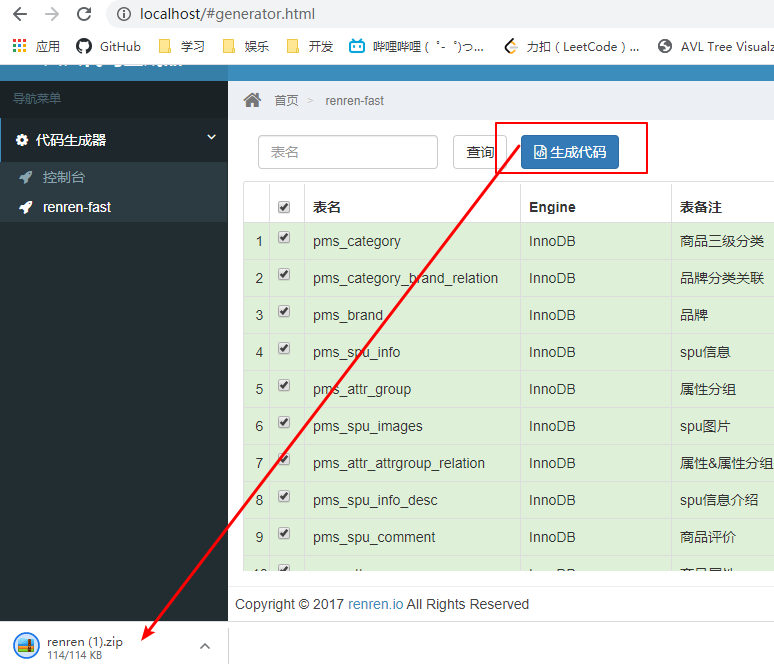 localhost/#generator.html
应用 GitHub 学习 娱乐 开发 哔哩哔哩 ( ゜- ゜)つ... 力扣 ( LeetCode ) ... AVL Tree Visualz
导航菜单 首页 > renren-fast
代码生成器 表名 查询 生成代码
控制台
renren-fast 表名 Engine 表备注
1 pms_category InnoDB 商品三级分类
2 pms_category_brand_relation InnoDB 品牌分类关联
3 pms_brand InnoDB 品牌
4 pms_spu_info InnoDB spu信息
5 pms_attr_group InnoDB 属性分组
6 pms_spu_images InnoDB spu图片
7 pms_attr_attrgroup_relation InnoDB 属性&属性分组
8 pms_spu_info_desc InnoDB spu信息介绍
9 pms_spu_comment InnoDB 商品评价
Copyright © 2017 renren.io All Rights Reserved
renren (1).zip
114/114 KB